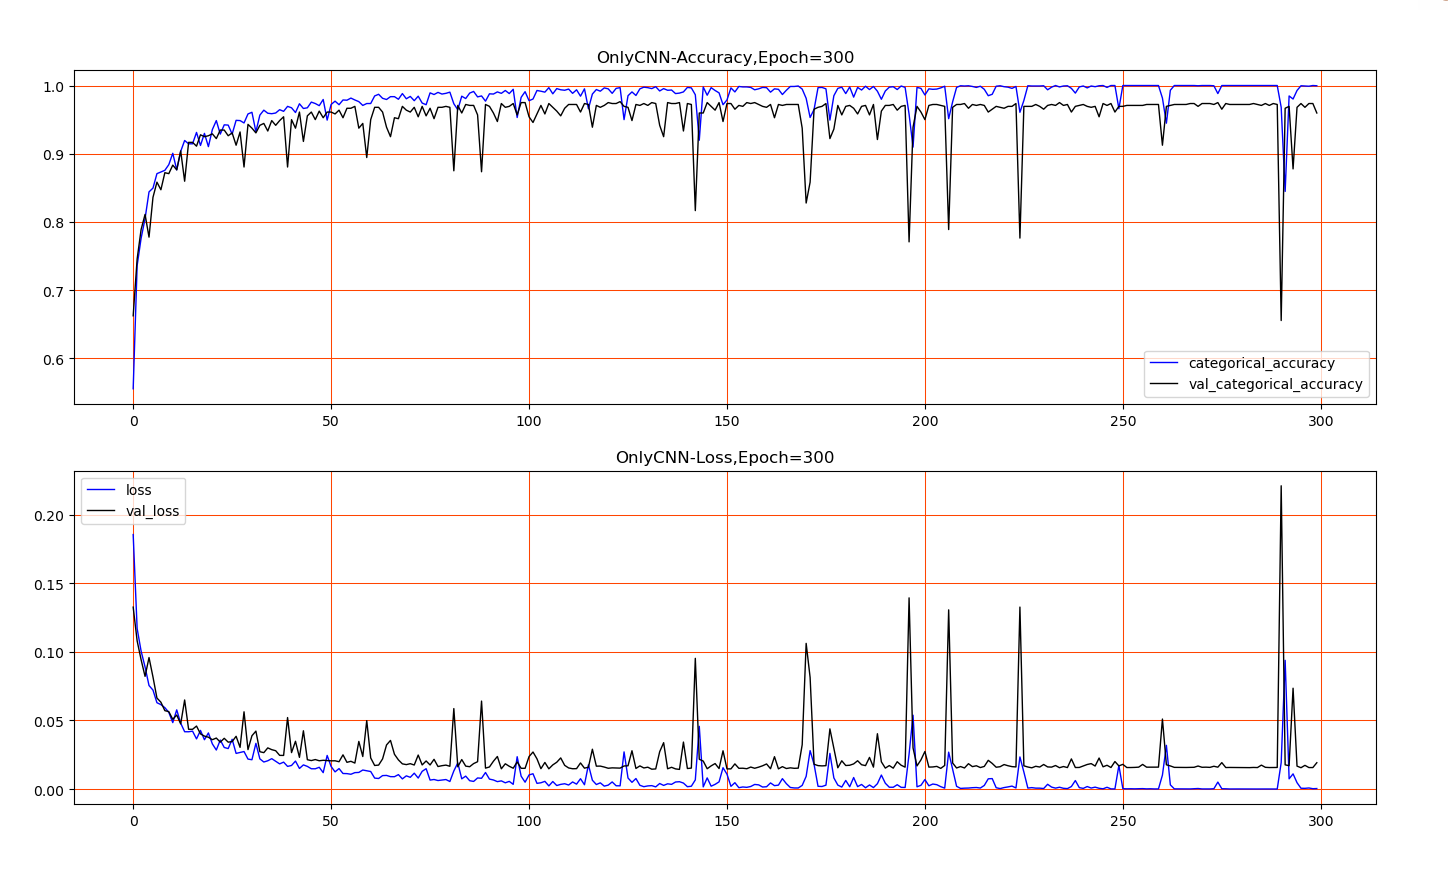 OnlyCNN-Accuracy,Epoch=300
1.0
0.9
0.8
0.7
0.6
categorical_accuracy
val_categorical_accuracy
0 50 100 150 200 250 300
OnlyCNN-Loss,Epoch=300
loss
val_loss
0.20
0.15
0.10
0.05
0.00
0 50 100 150 200 250 300